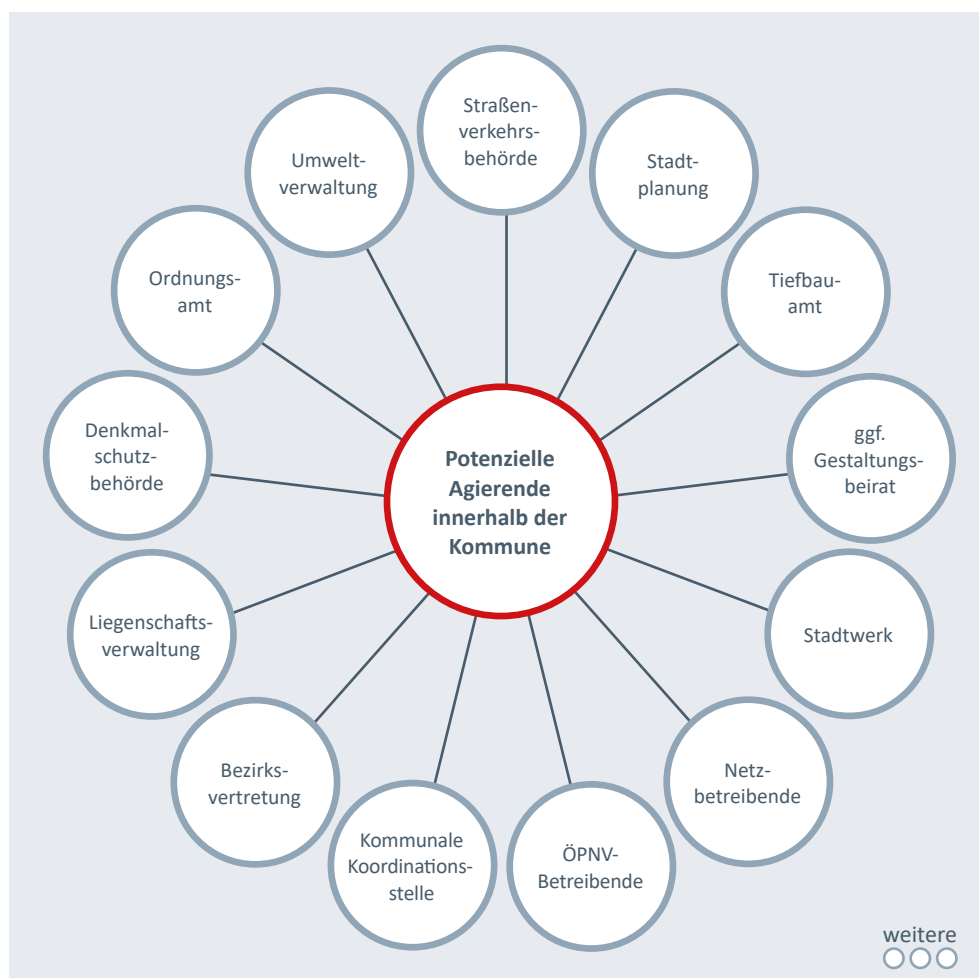 Straßen-
verkehrs-
behörde
Stadt-
planung
Tiefbau-
amt
ggf.
Gestaltungs-
beirat
Stadtwerk
Netz-
betreibende
ÖPNV-
Betreibende
Kommunale
Koordinations-
stelle
Bezirks-
vertretung
Liegenschafts-
verwaltung
Denkmal-
schutz-
behörde
Ordnungs-
amt
Umwelt-
verwaltung
Potenzielle
Agierende
innerhalb der
Kommune
weitere